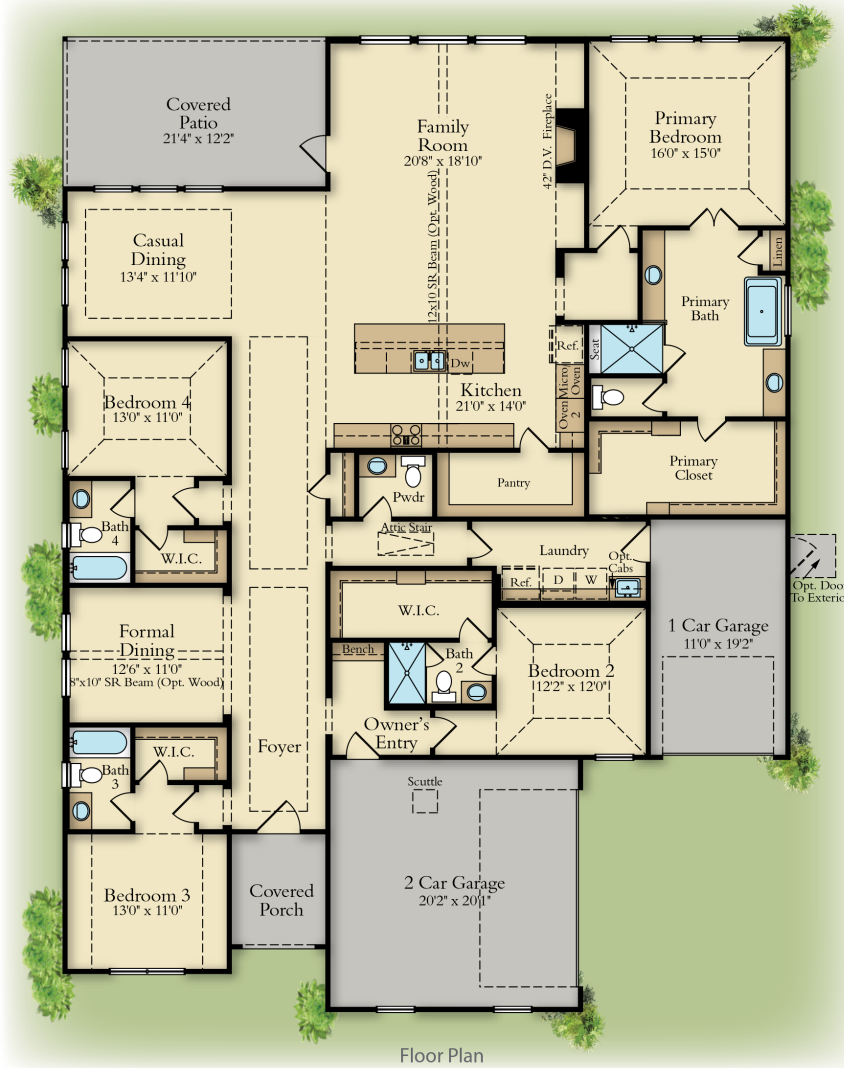 Covered
Patio
21'4" x 12'2"
Family
Room
20'8" x 18'10"
42" D.V. Fireplace
Primary
Bedroom
16'0" x 15'0"
12x10 SR Beam (Opt. Wood)
Casual
Dining
13'4" x 11'10"
Linen
Primary
Bath
Seat
Ref.
Dw
Micro
Oven
Oven
2
Kitchen
21'0" x 14'0"
Bedroom 4
13'0" x 11'0"
Primary
Closet
Pantry
Pwdr
Bath
4
W.I.C.
Attic Stair
Laundry
Opt.
Cabs
Ref.
D
W
Opt. Doo
To Exterio
W.I.C.
1 Car Garage
11'0" x 19'2"
Formal
Dining
12'6" x 11'0"
8"x10" SR Beam (Opt. Wood)
Bench
Bath
2
Bedroom 2
12'2" x 12'0"
Owner's
Entry
Foyer
W.I.C.
Bath
3
Scuttle
Bedroom 3
13'0" x 11'0"
Covered
Porch
2 Car Garage
20'2" x 20'1"
Floor Plan